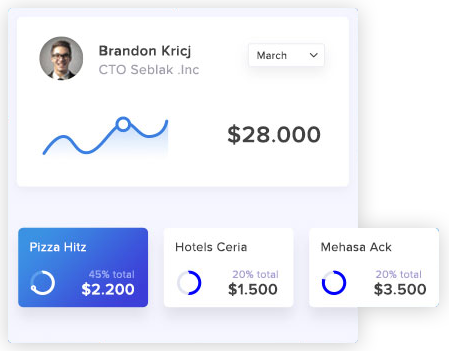 Brandon Kricj
CTO Seblak .Inc
March
$28.000
Pizza Hitz
45% total
$2.200
Hotels Ceria
20% total
$1.500
Mehasa Ack
20% total
$3.500